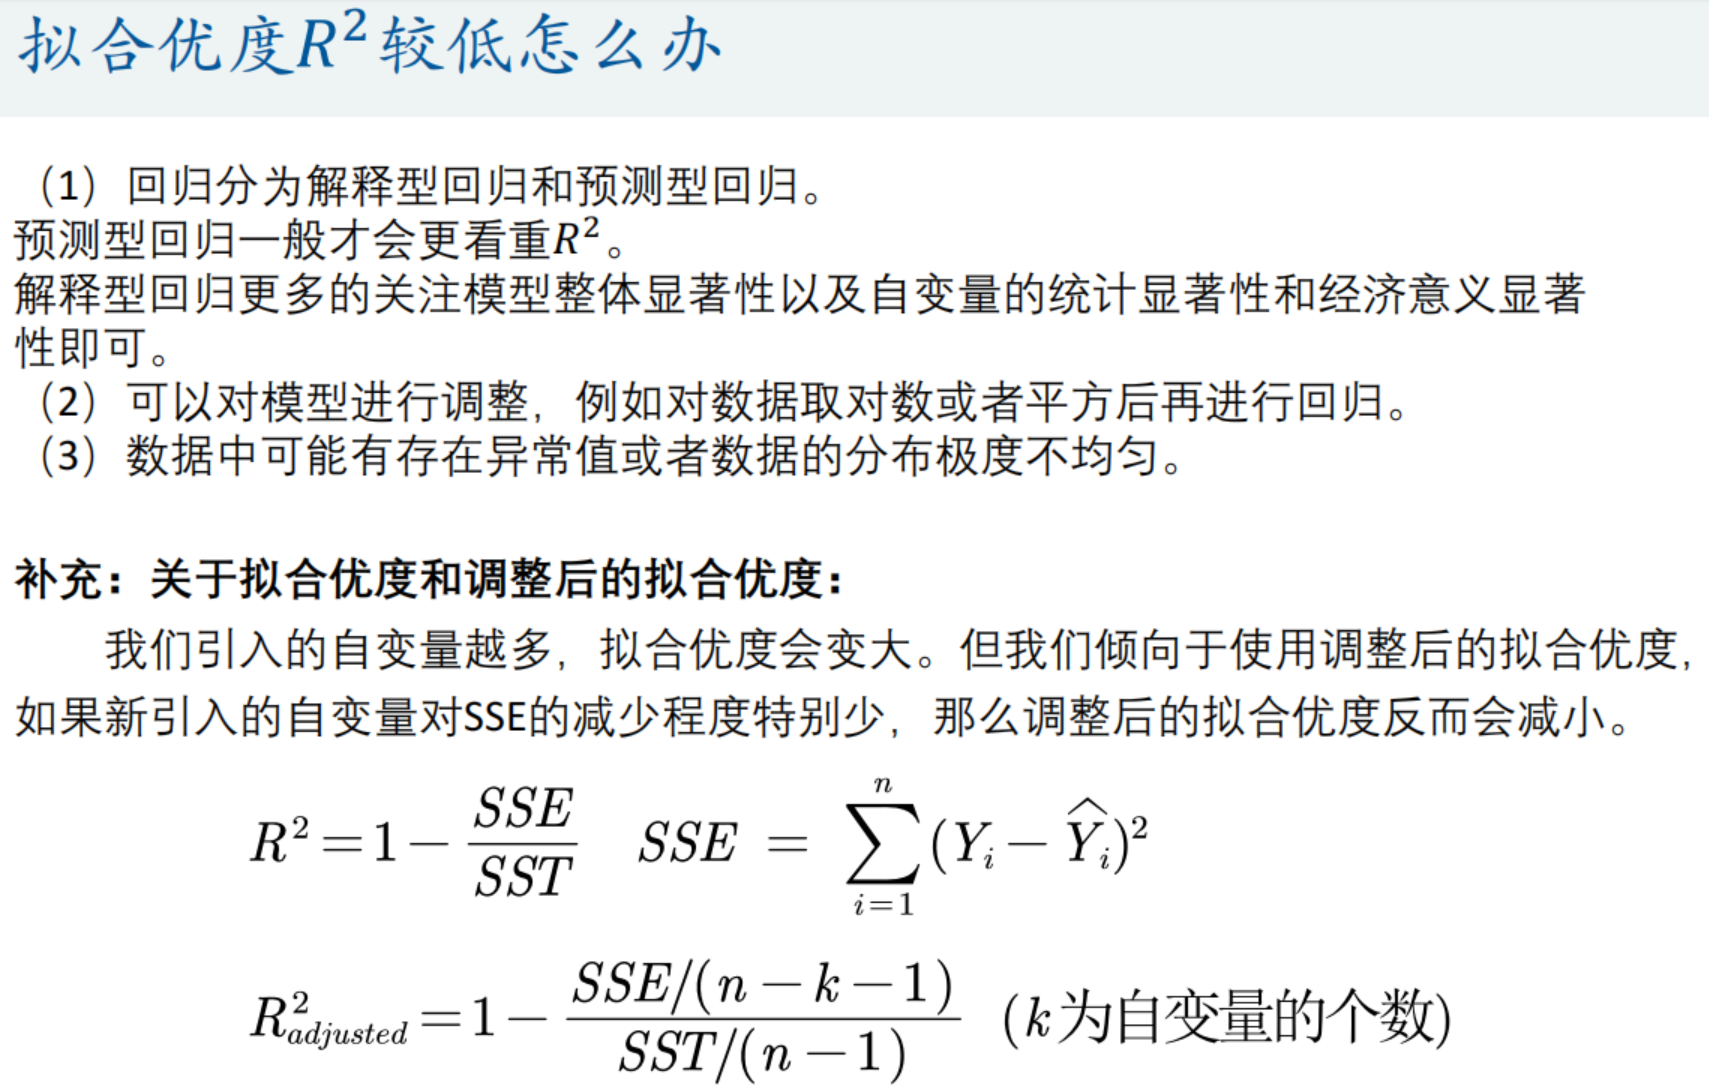 拟合优度R²较低怎么办
（1）回归分为解释型回归和预测型回归。
预测型回归一般才会更看重R²。
解释型回归更多的关注模型整体显著性以及自变量的统计显著性和经济意义显著
性即可。
（2）可以对模型进行调整，例如对数据取对数或者平方后再进行回归。
（3）数据中可能有存在异常值或者数据的分布极度不均匀。
补充：关于拟合优度和调整后的拟合优度：
我们引入的自变量越多，拟合优度会变大。但我们倾向于使用调整后的拟合优度，
如果新引入的自变量对SSE的减少程度特别少，那么调整后的拟合优度反而会减小。
R² = 1 − SSE/SST   SSE = ∑_{i=1}^{n} (Y_i − Ŷ_i)²
R²_{adjusted} = 1 − [SSE/(n − k − 1)]/[SST/(n − 1)] (k为自变量的个数)